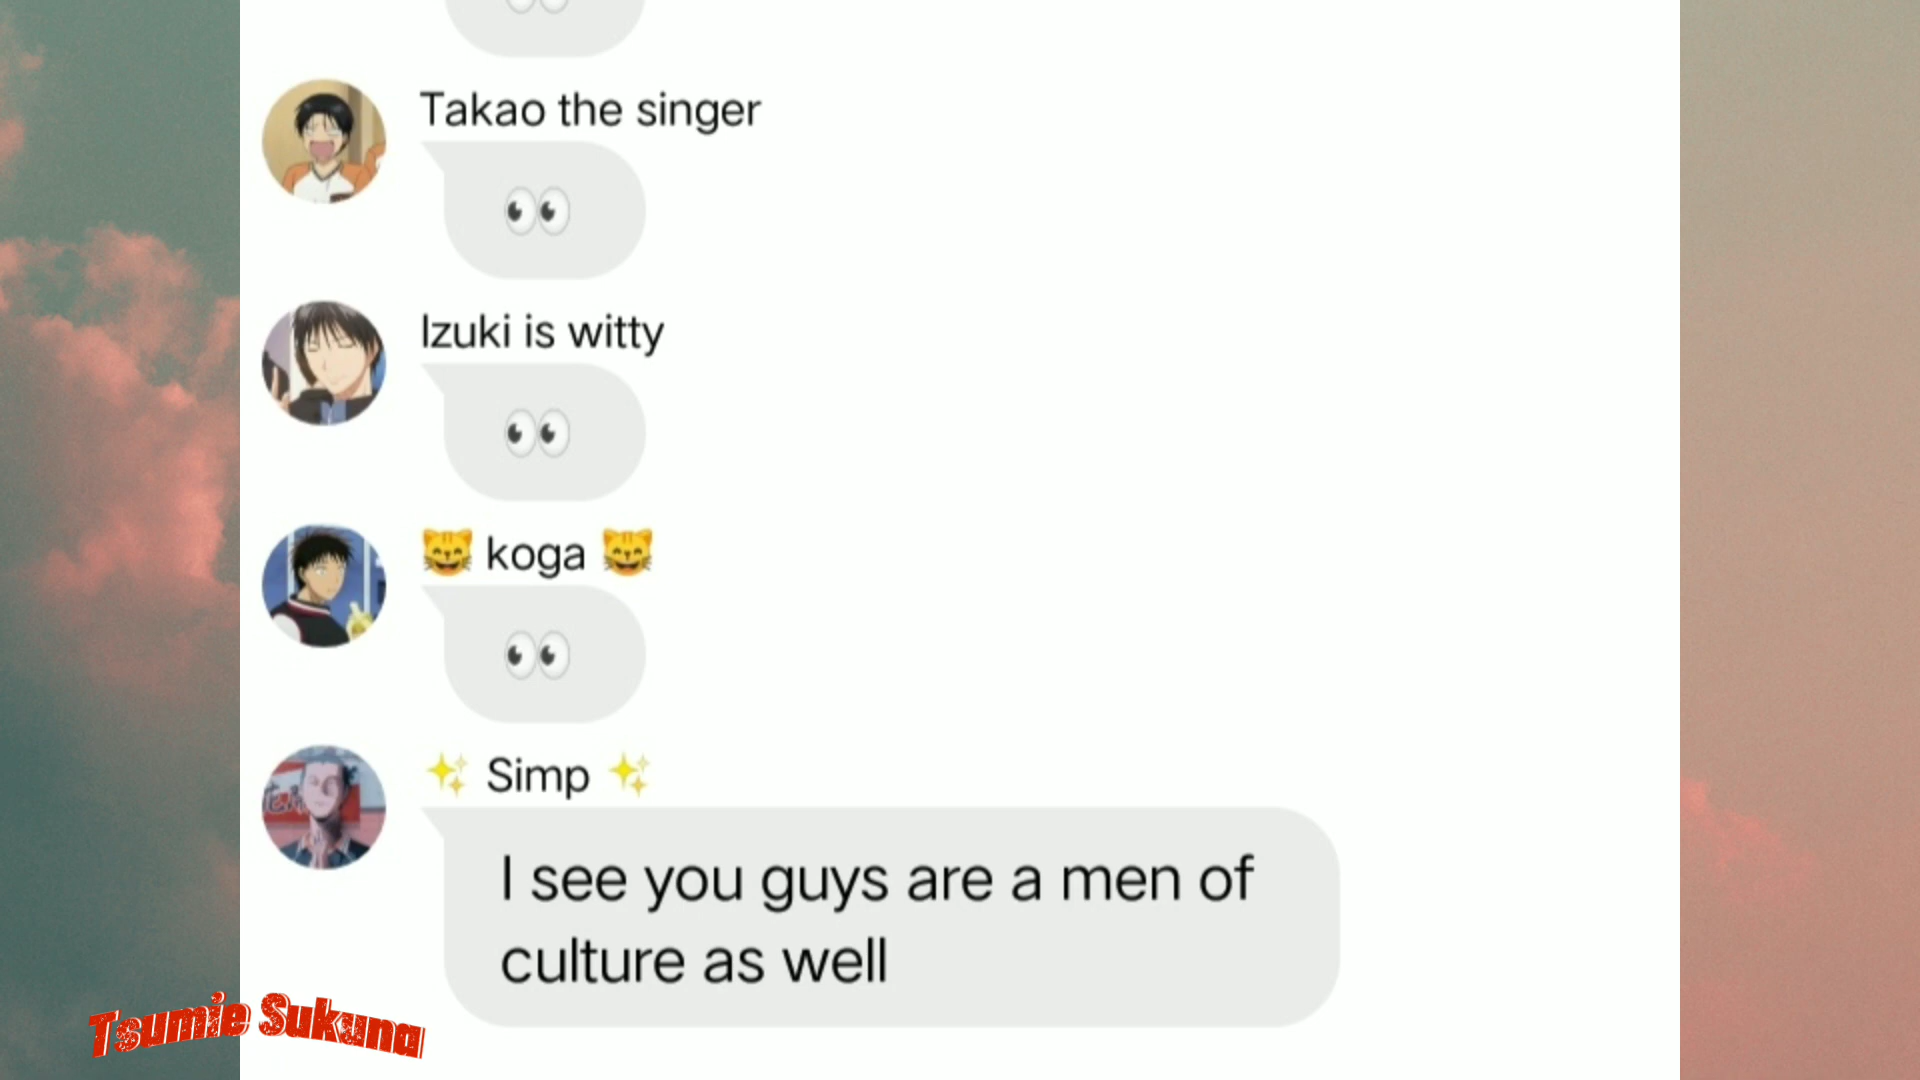 👀
Takao the singer
👀
Izuki is witty
👀
😸 koga 😸
👀
✨ Simp ✨
I see you guys are a men of
culture as well
Tsumie Sukuna